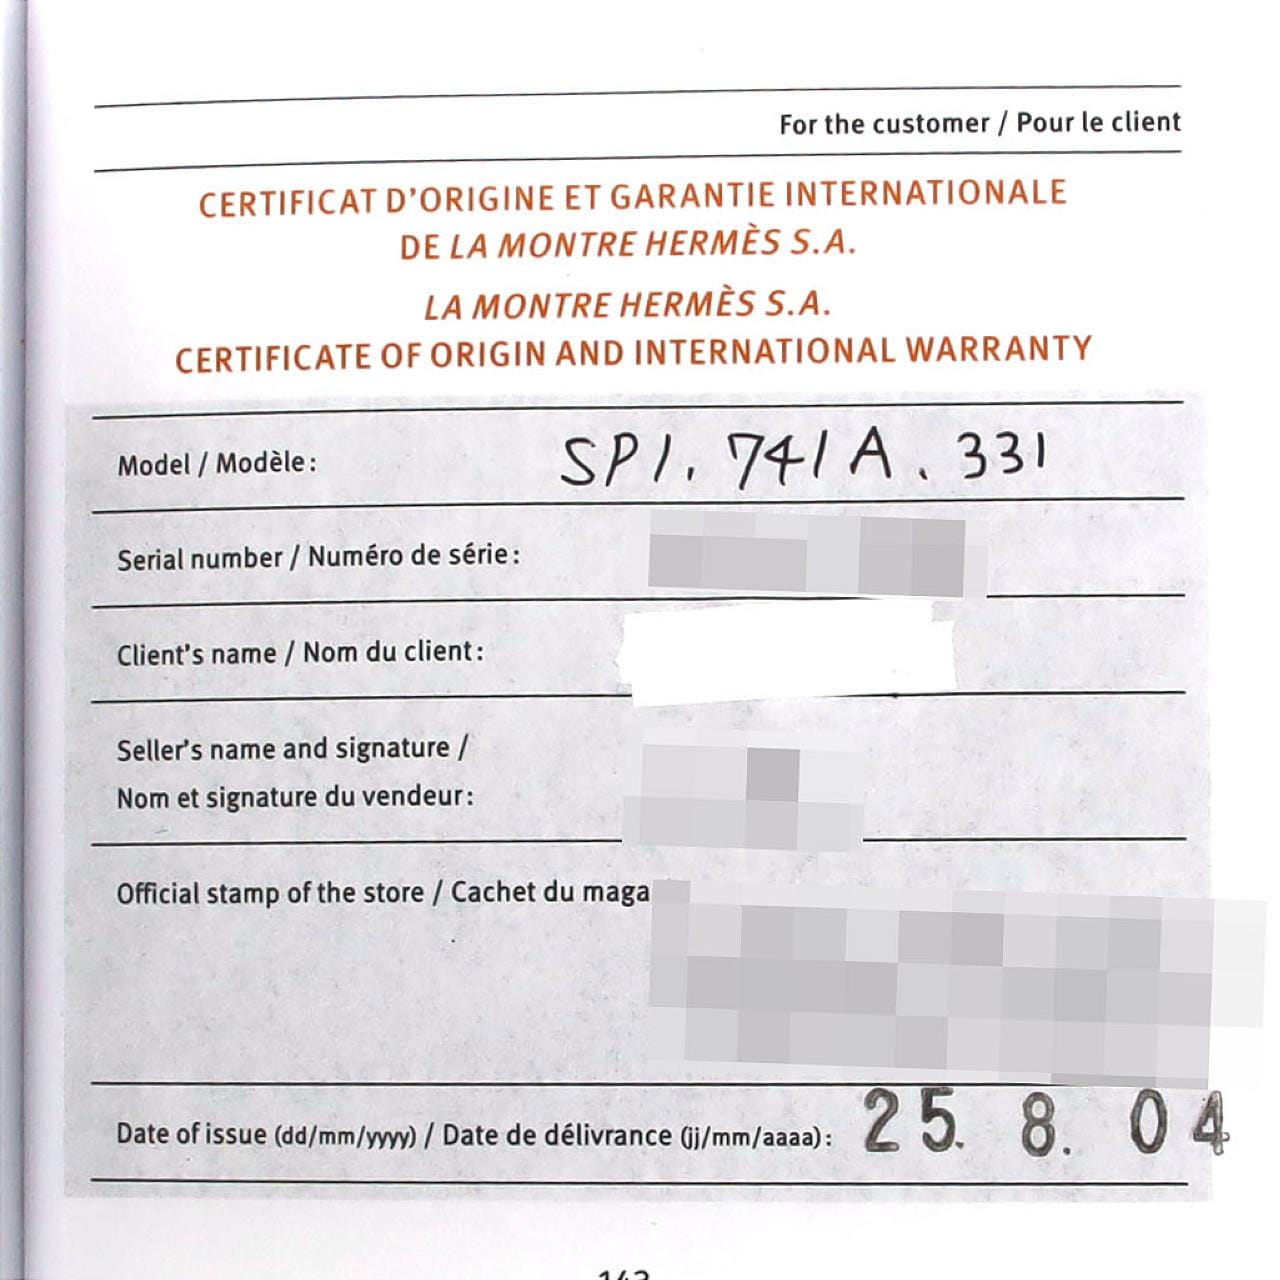 For the customer / Pour le client
CERTIFICAT D'ORIGINE ET GARANTIE INTERNATIONALE
DE LA MONTRE HERMÈS S.A.
LA MONTRE HERMÈS S.A.
CERTIFICATE OF ORIGIN AND INTERNATIONAL WARRANTY
Model / Modèle: SP1. 741A. 331
Serial number / Numéro de série:
Client's name / Nom du client:
Seller's name and signature /
Nom et signature du vendeur:
Official stamp of the store / Cachet du maga
Date of issue (dd/mm/yyyy) / Date de délivrance (jj/mm/aaaa): 25. 8. 04